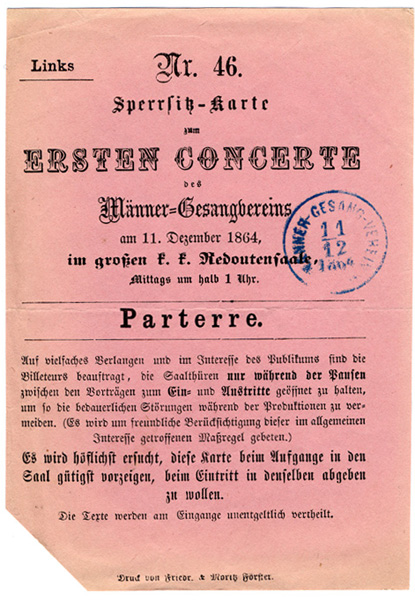 Links
Nr. 46.
Sperrsitz-Karte
zum
ERSTEN CONCERTE
des
Männer-Gesangvereins
am 11. Dezember 1864,
im großen k. k. Redoutensaale,
Mittags um halb 1 Uhr.
MÄNNER-GESANG-VEREIN
11
12
1864
Parterre.
Auf vielfaches Verlangen und im Interesse des Publikums sind die
Billeteurs beauftragt, die Saalthüren nur während der Pausen
zwischen den Vorträgen zum Ein- und Austritte geöffnet zu halten,
um so die bedauerlichen Störungen während der Produktionen zu ver-
meiden. (Es wird um freundliche Berücksichtigung dieser im allgemeinen
Interesse getroffenen Maßregel gebeten.)
Es wird höflichst ersucht, diese Karte beim Aufgange in den
Saal gütigst vorzeigen, beim Eintritt in denselben abgeben
zu wollen.
Die Texte werden am Eingange unentgeltlich vertheilt.
Druck von Friedr. & Moritz Förster.